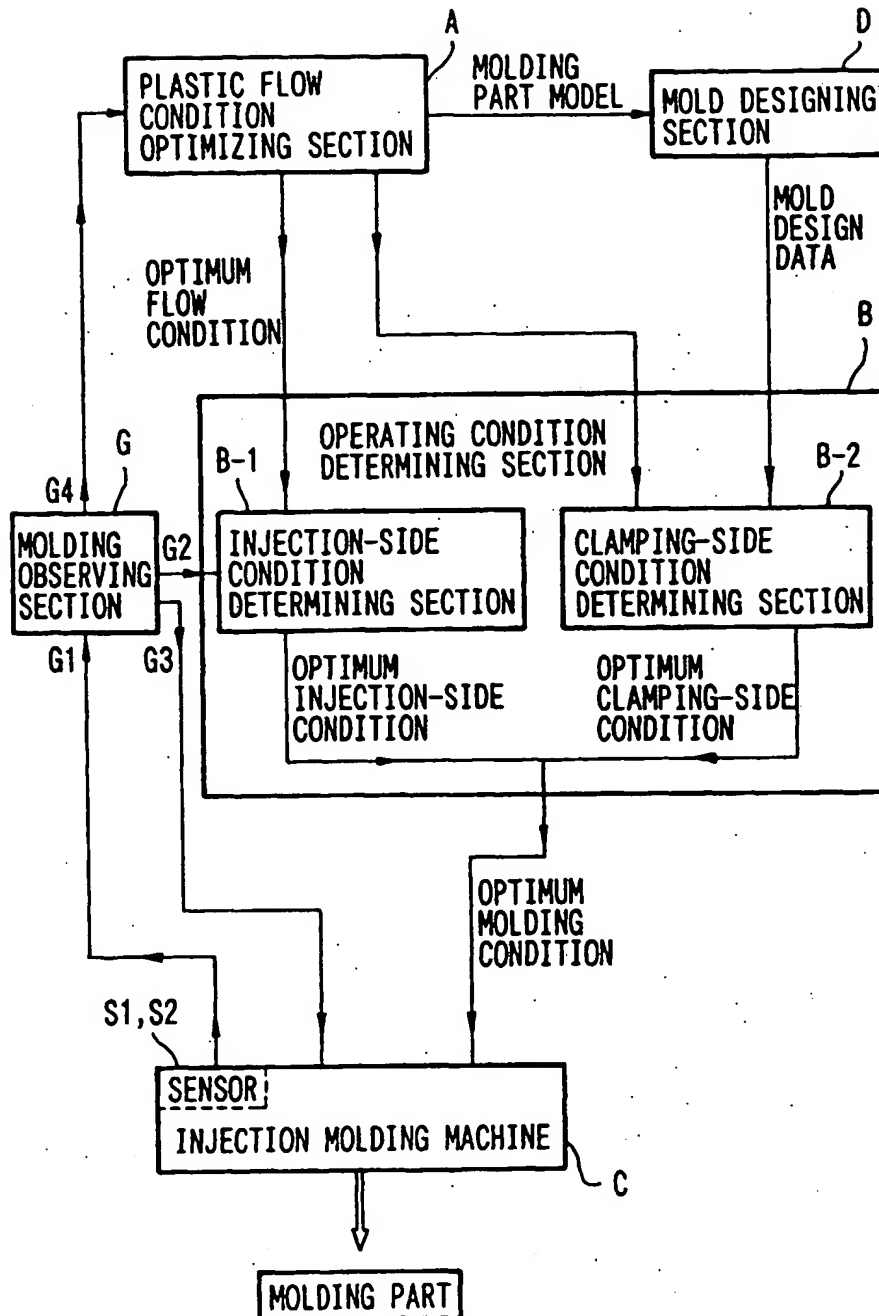 A
D
PLASTIC FLOW
CONDITION
OPTIMIZING SECTION
MOLDING
PART MODEL
MOLD DESIGNING
SECTION
OPTIMUM
FLOW
CONDITION
MOLD
DESIGN
DATA
B
OPERATING CONDITION
DETERMINING SECTION
G
B-1
B-2
G4
MOLDING
OBSERVING
SECTION
G2
INJECTION-SIDE
CONDITION
DETERMINING SECTION
CLAMPING-SIDE
CONDITION
DETERMINING SECTION
G1
G3
OPTIMUM
INJECTION-SIDE
CONDITION
OPTIMUM
CLAMPING-SIDE
CONDITION
OPTIMUM
MOLDING
CONDITION
S1,S2
SENSOR
INJECTION MOLDING MACHINE
C
MOLDING PART